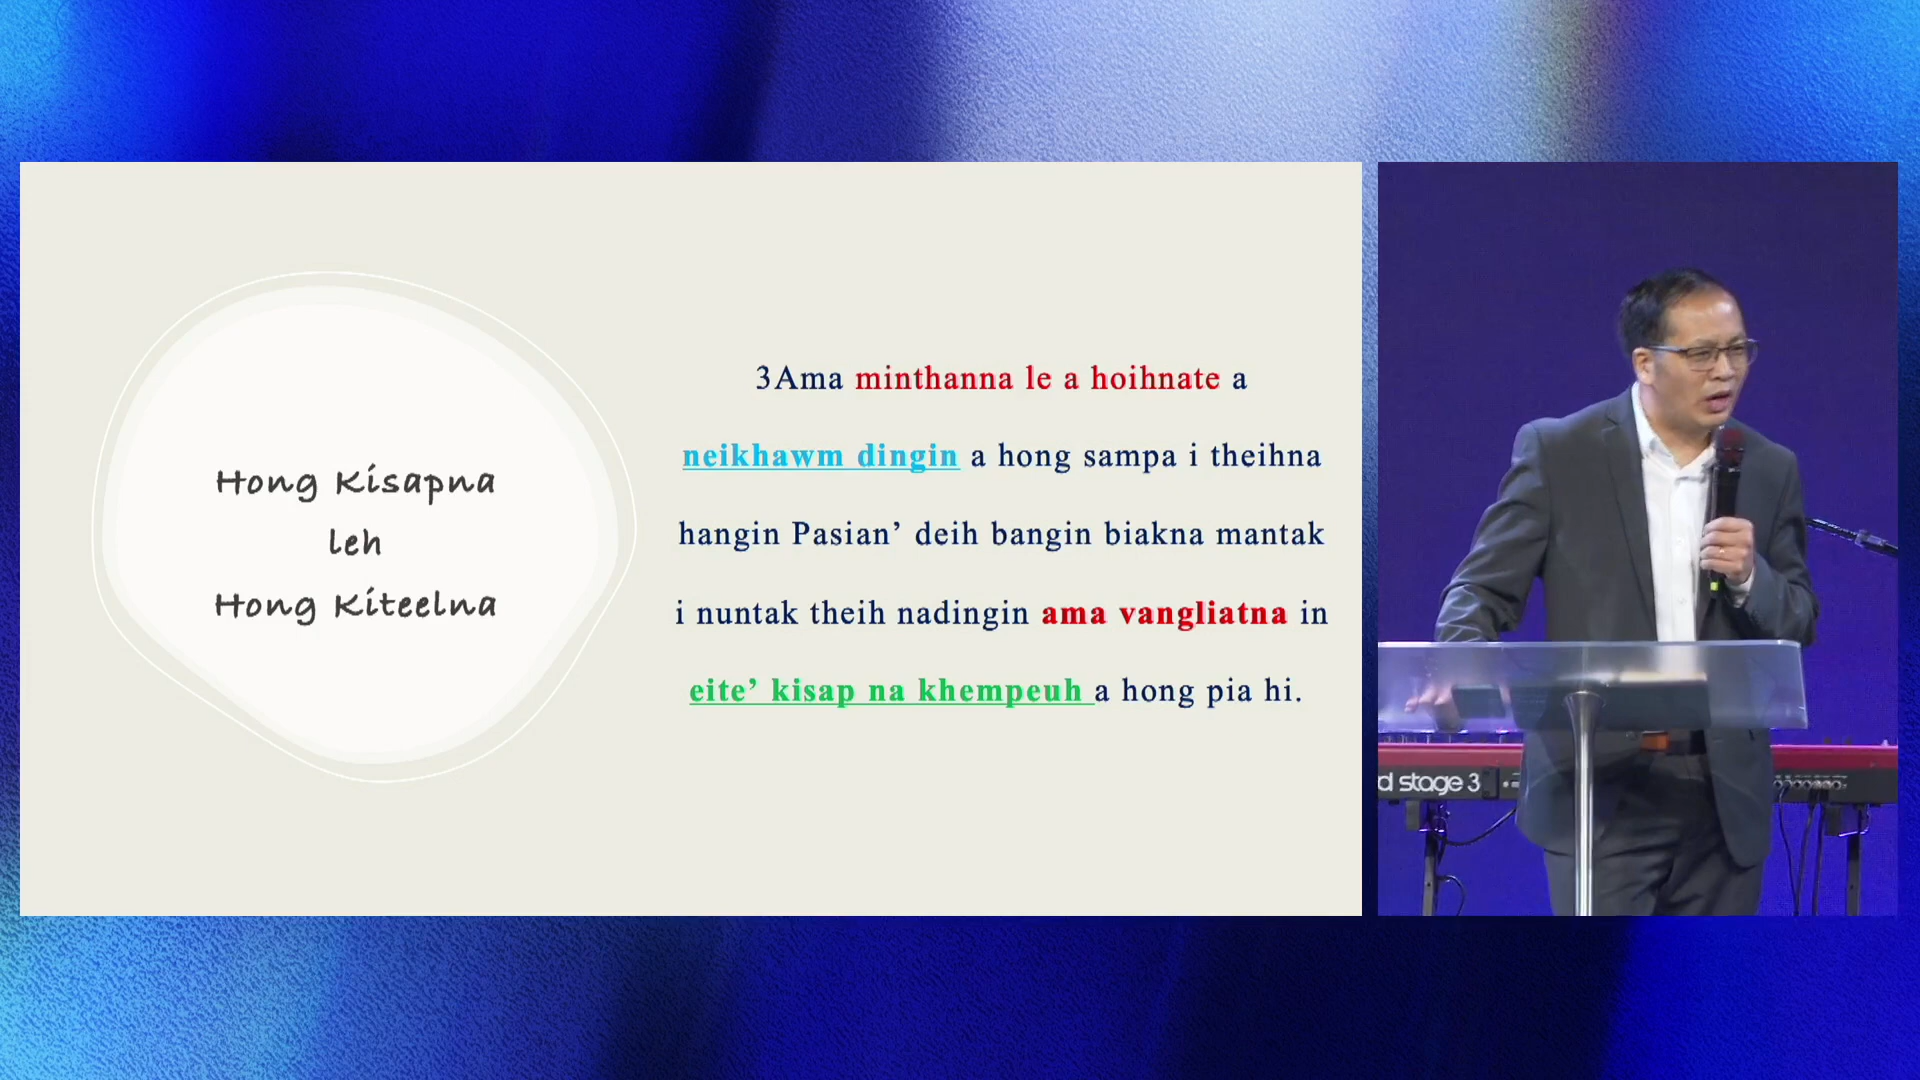 Hong Kisapna
leh
Hong Kiteelna
3Ama minthanna le a hoihnate a
neikhawm dingin a hong sampa i theihna
hangin Pasian’ deih bangin biakna mantak
i nuntak theih nadingin ama vangliatna in
eite’ kisap na khempeuh a hong pia hi.
d stage 3